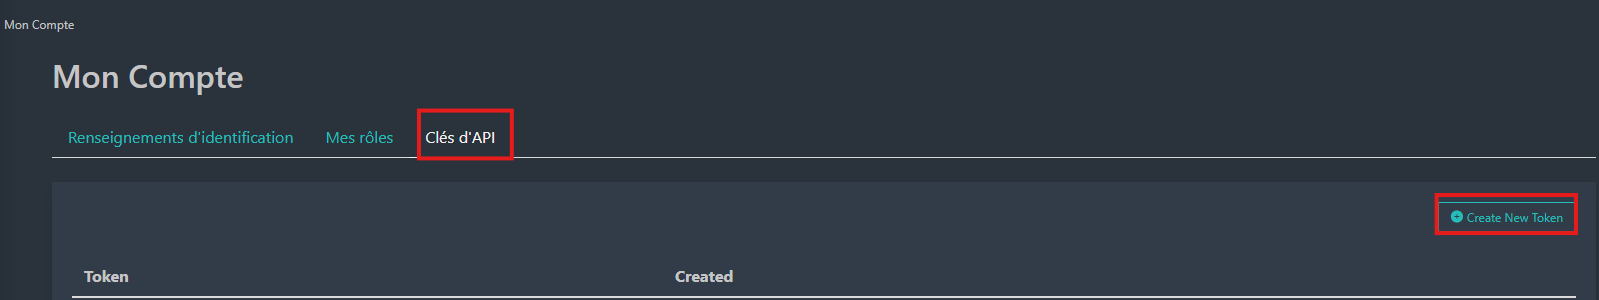 Mon Compte
Mon Compte
Renseignements d'identification Mes rôles Clés d'API
Create New Token
Token Created